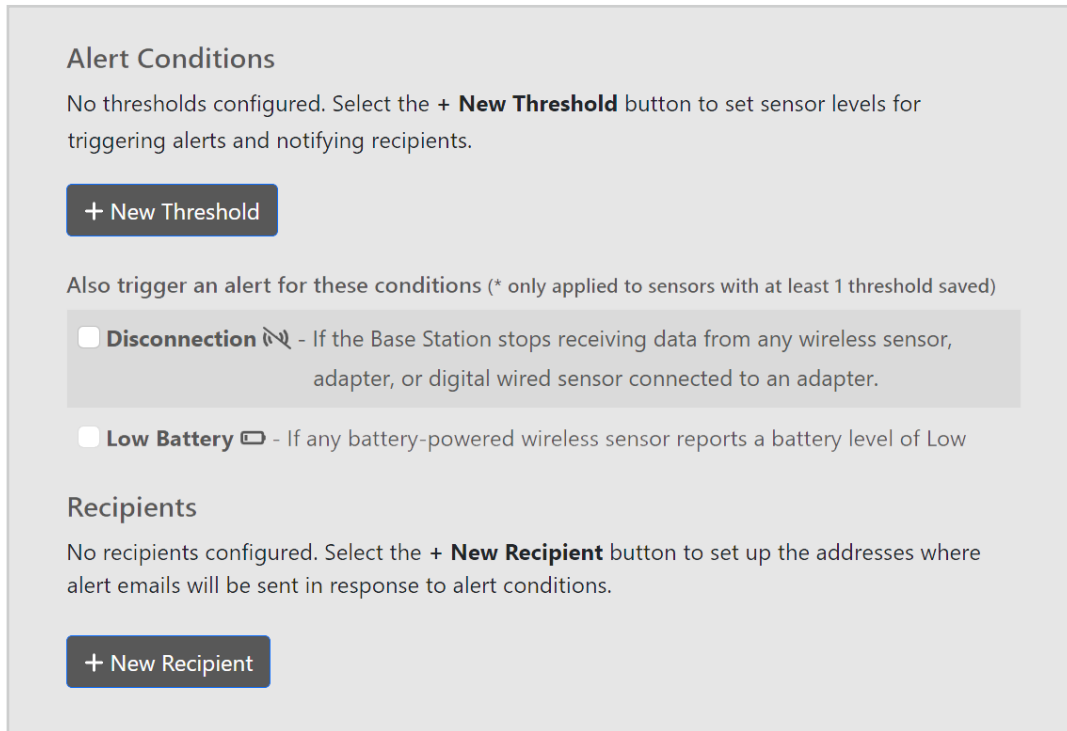 Alert Conditions
No thresholds configured. Select the + New Threshold button to set sensor levels for
triggering alerts and notifying recipients.
+ New Threshold
Also trigger an alert for these conditions (* only applied to sensors with at least 1 threshold saved)
Disconnection - If the Base Station stops receiving data from any wireless sensor,
adapter, or digital wired sensor connected to an adapter.
Low Battery - If any battery-powered wireless sensor reports a battery level of Low
Recipients
No recipients configured. Select the + New Recipient button to set up the addresses where
alert emails will be sent in response to alert conditions.
+ New Recipient